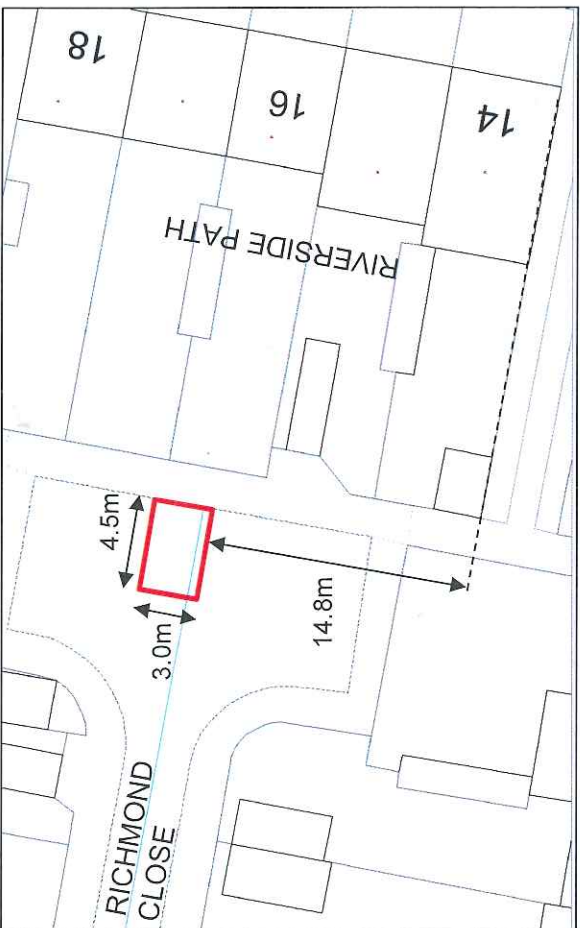 18
16
14
RIVERSIDE PATH
4.5m
3.0m
14.8m
RICHMOND
CLOSE